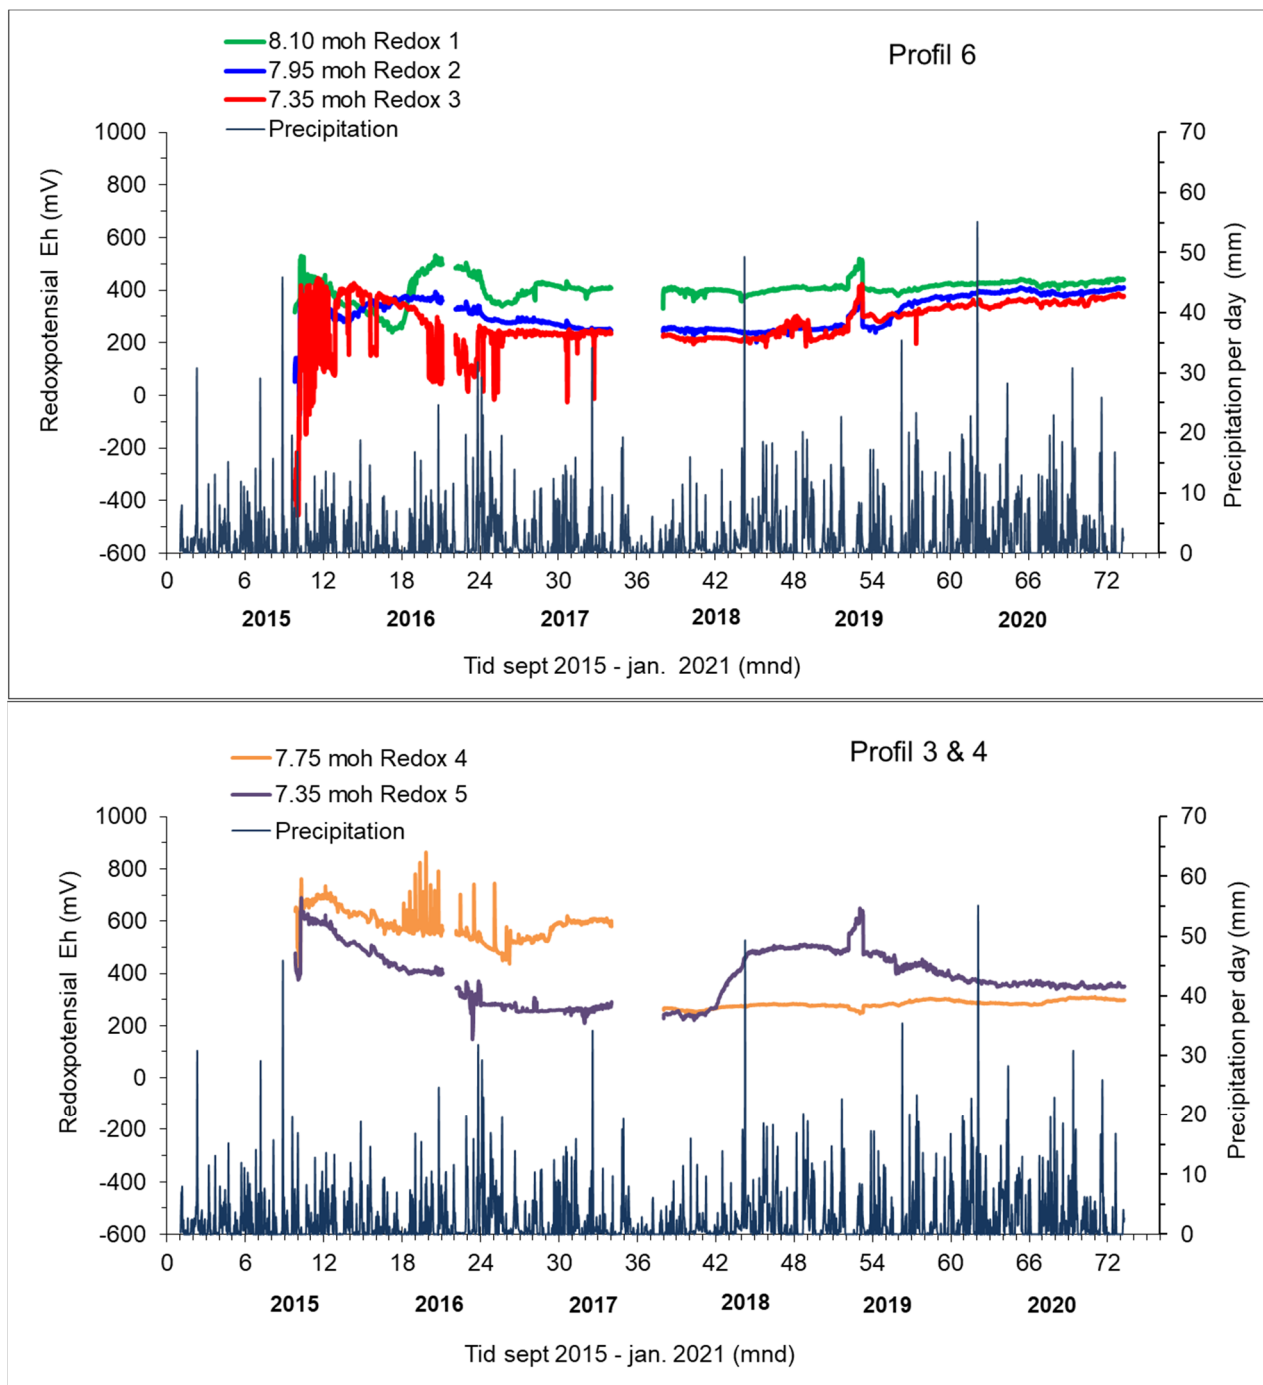 8.10 moh Redox 1
7.95 moh Redox 2
7.35 moh Redox 3
Precipitation
Profil 6
1000
800
600
400
200
0
-200
-400
-600
Redoxpotensial Eh (mV)
70
60
50
40
30
20
10
0
Precipitation per day (mm)
0 6 12 18 24 30 36 42 48 54 60 66 72
2015 2016 2017 2018 2019 2020
Tid sept 2015 - jan. 2021 (mnd)
7.75 moh Redox 4
7.35 moh Redox 5
Precipitation
Profil 3 & 4
1000
800
600
400
200
0
-200
-400
-600
Redoxpotensial Eh (mV)
70
60
50
40
30
20
10
0
Precipitation per day (mm)
0 6 12 18 24 30 36 42 48 54 60 66 72
2015 2016 2017 2018 2019 2020
Tid sept 2015 - jan. 2021 (mnd)